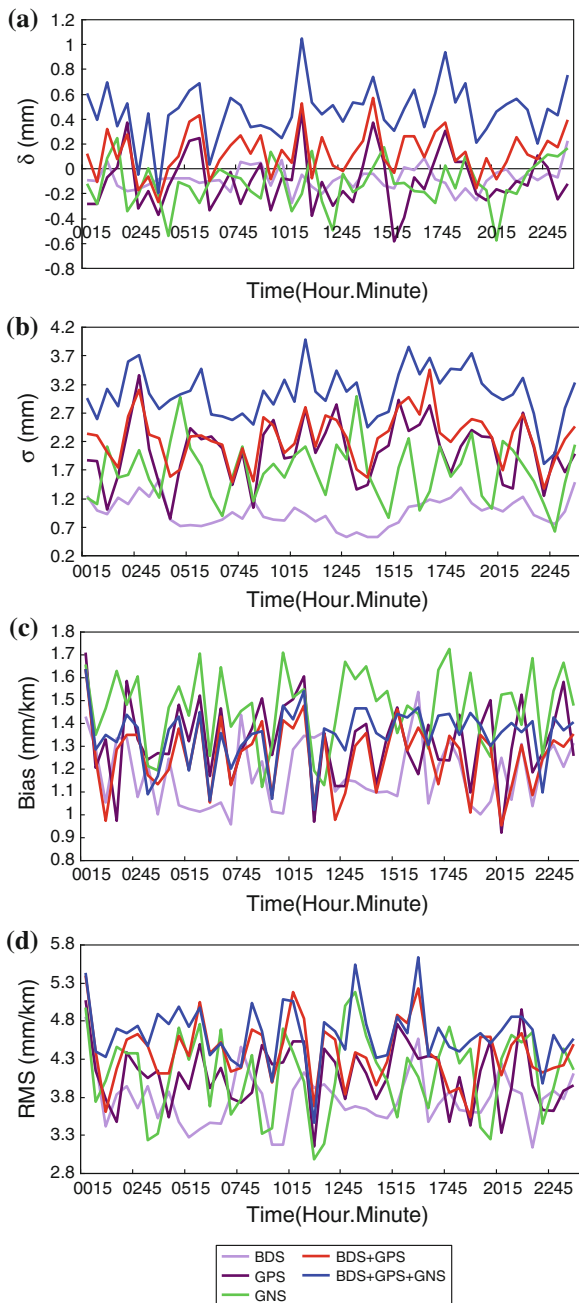 (a)
1.2
1
0.8
0.6
0.4
0.2
0
-0.2
-0.4
-0.6
-0.8
δ (mm)
0015 0245 0515 0745 1015 1245 1515 1745 2015 2245
Time(Hour.Minute)
(b)
4.2
3.7
3.2
2.7
2.2
1.7
1.2
0.7
0.2
σ (mm)
0015 0245 0515 0745 1015 1245 1515 1745 2015 2245
Time(Hour.Minute)
(c)
1.8
1.7
1.6
1.5
1.4
1.3
1.2
1.1
1
0.9
0.8
Bias (mm/km)
0015 0245 0515 0745 1015 1245 1515 1745 2015 2245
Time(Hour.Minute)
(d)
5.8
5.3
4.8
4.3
3.8
3.3
2.8
RMS (mm/km)
0015 0245 0515 0745 1015 1245 1515 1745 2015 2245
Time(Hour.Minute)
BDS BDS+GPS
GPS BDS+GPS+GNS
GNS